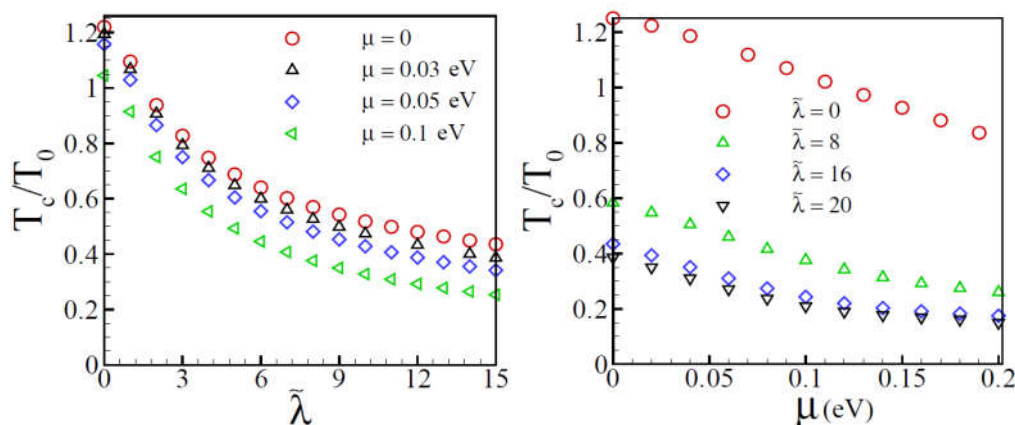 T_c/T_0
1.2
1
0.8
0.6
0.4
0.2
0
0
3
6
9
12
15
λ̃
μ = 0
μ = 0.03 eV
μ = 0.05 eV
μ = 0.1 eV
T_c/T_0
1.2
1
0.8
0.6
0.4
0.2
0
0
0.05
0.1
0.15
0.2
μ (eV)
λ̃ = 0
λ̃ = 8
λ̃ = 16
λ̃ = 20